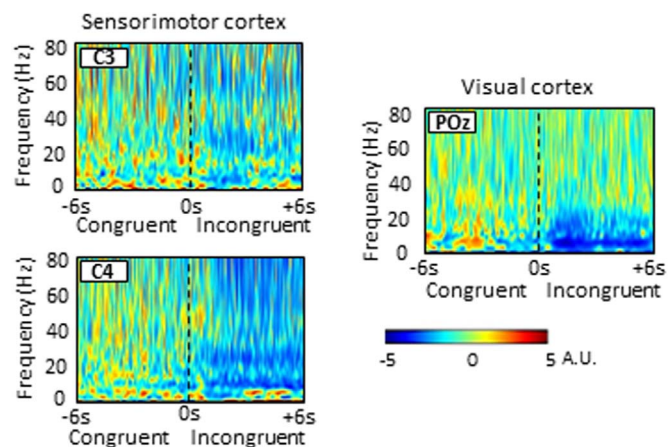 Sensorimotor cortex
C3
Frequency (Hz)
80
60
40
20
0
-6s 0s +6s
Congruent Incongruent
C4
Frequency (Hz)
80
60
40
20
0
-6s 0s +6s
Congruent Incongruent
Visual cortex
POz
Frequency (Hz)
80
60
40
20
0
-6s 0s +6s
Congruent Incongruent
-5 0 5 A.U.